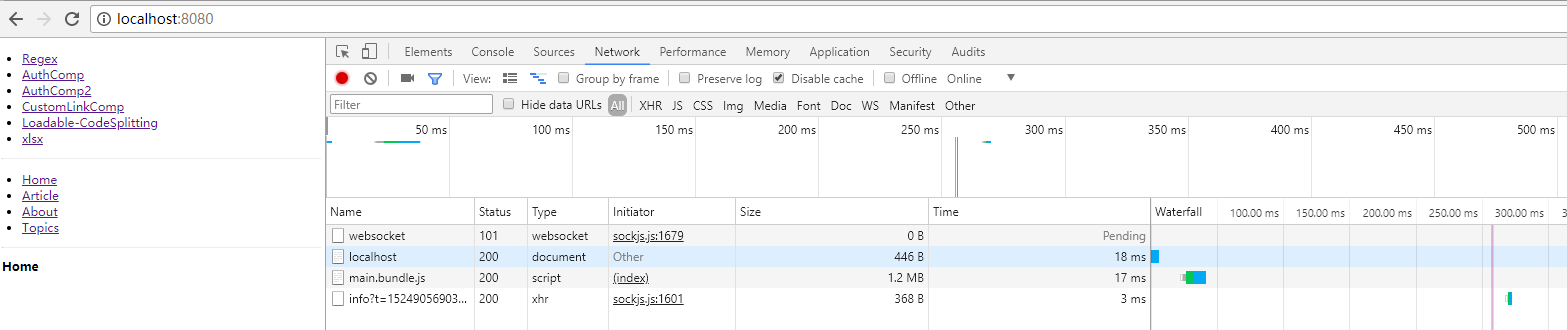 localhost:8080
Regex
AuthComp
AuthComp2
CustomLinkComp
Loadable-CodeSplitting
xlsx
Home
Article
About
Topics
Home
Elements Console Sources Network Performance Memory Application Security Audits
View: Group by frame Preserve log Disable cache Offline Online
Filter Hide data URLs All XHR JS CSS Img Media Font Doc WS Manifest Other
50 ms 100 ms 150 ms 200 ms 250 ms 300 ms 350 ms 400 ms 450 ms 500 ms
Name Status Type Initiator Size Time Waterfall 100.00 ms 150.00 ms 200.00 ms 250.00 ms 300.00 ms 3
websocket 101 websocket sockjs.js:1679 0 B Pending
localhost 200 document Other 446 B 18 ms
main.bundle.js 200 script (index) 1.2 MB 17 ms
info?t=15249056903... 200 xhr sockjs.js:1601 368 B 3 ms